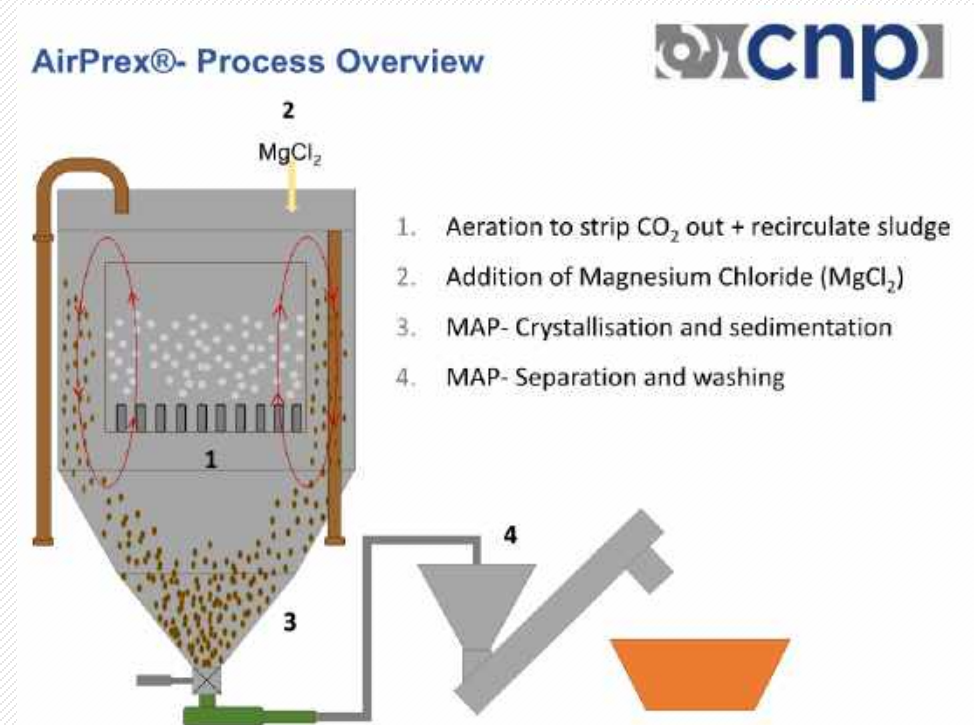 AirPrex®- Process Overview
cnp
2
MgCl₂
1. Aeration to strip CO₂ out + recirculate sludge
2. Addition of Magnesium Chloride (MgCl₂)
3. MAP- Crystallisation and sedimentation
4. MAP- Separation and washing
1
4
3